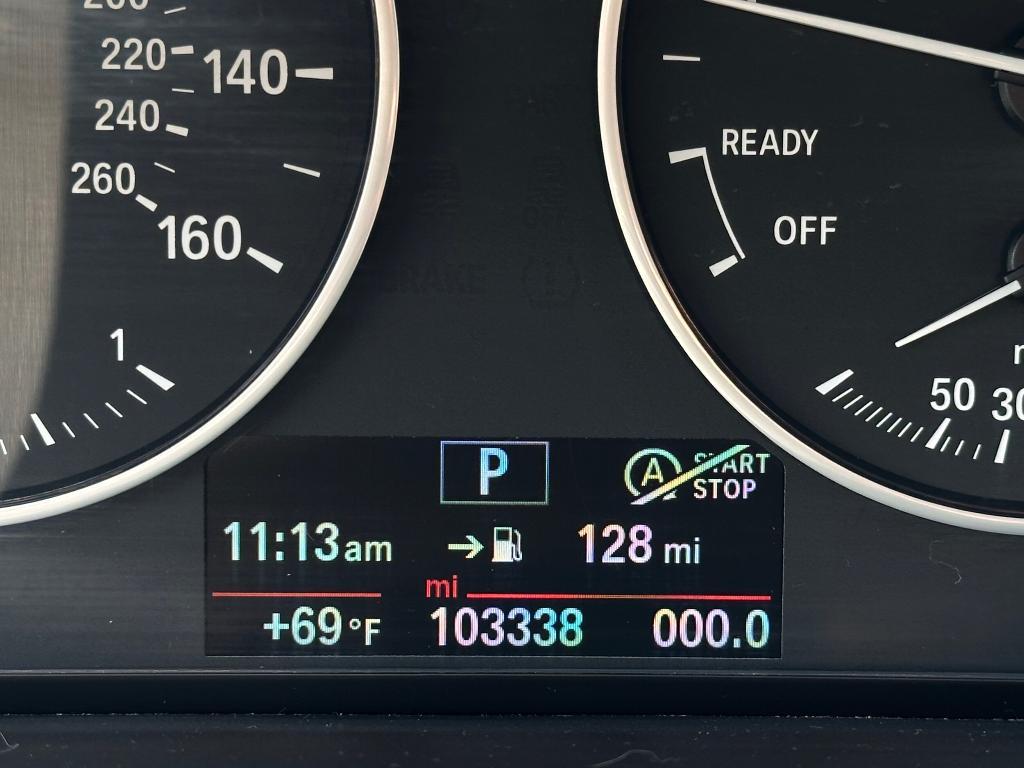 220 140
240
260
160
1
READY
OFF
50
P
A START
STOP
11:13am 128 mi
mi
+69 °F 103338 000.0